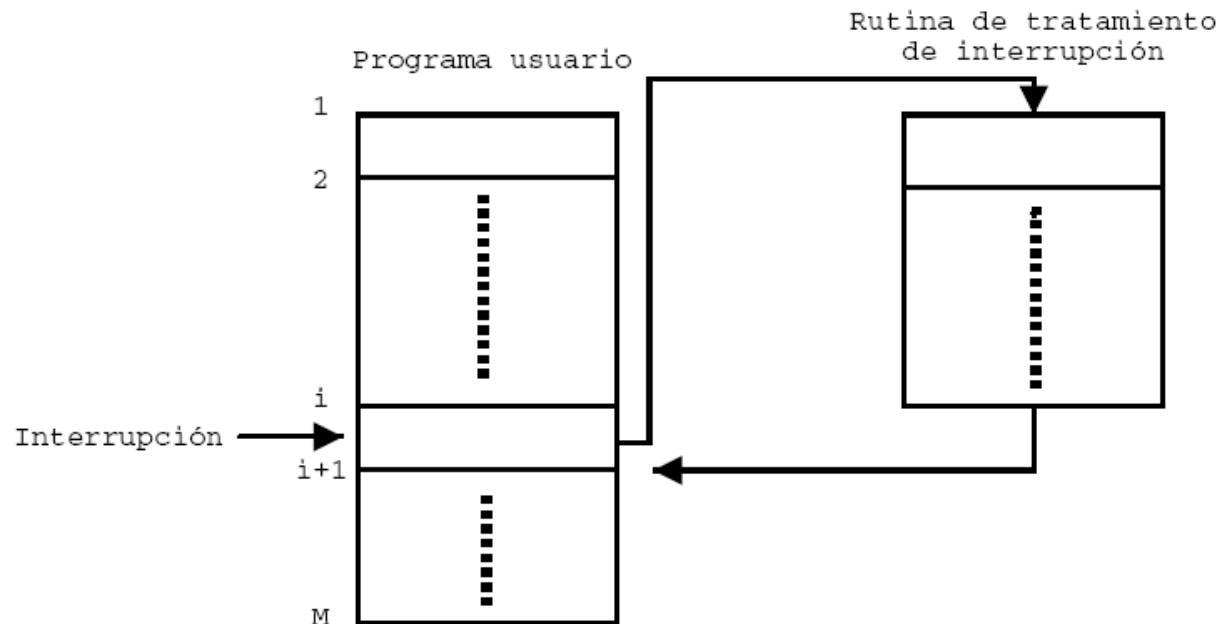 Rutina de tratamiento
de interrupción
Programa usuario
1
2
i
Interrupción
i+1
M